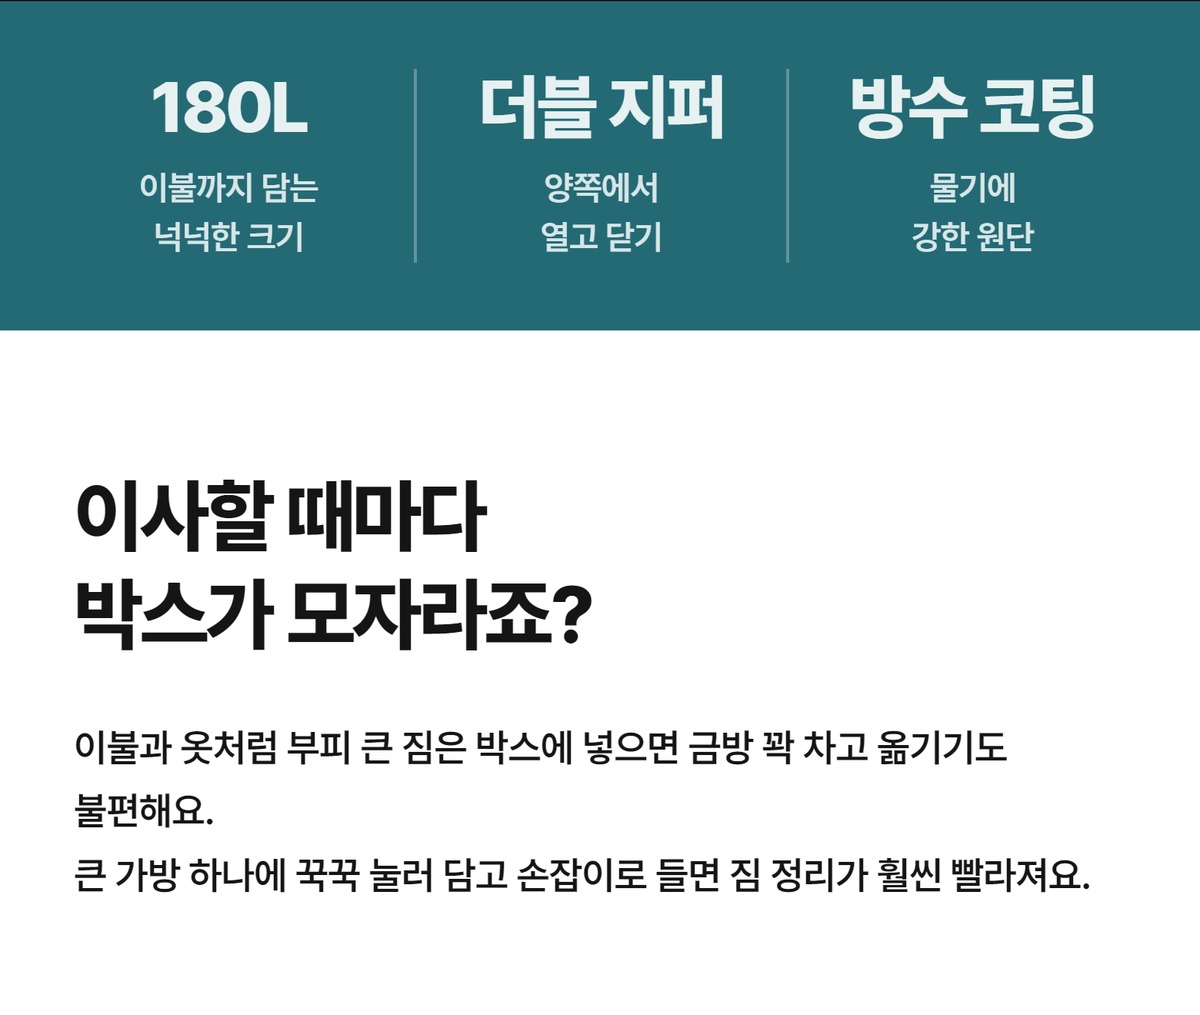 180L
이불까지 담는
넉넉한 크기
더블 지퍼
양쪽에서
열고 닫기
방수 코팅
물기에
강한 원단
이사할 때마다
박스가 모자라죠?
이불과 옷처럼 부피 큰 짐은 박스에 넣으면 금방 꽉 차고 옮기기도
불편해요.
큰 가방 하나에 꾹꾹 눌러 담고 손잡이로 들면 짐 정리가 훨씬 빨라져요.